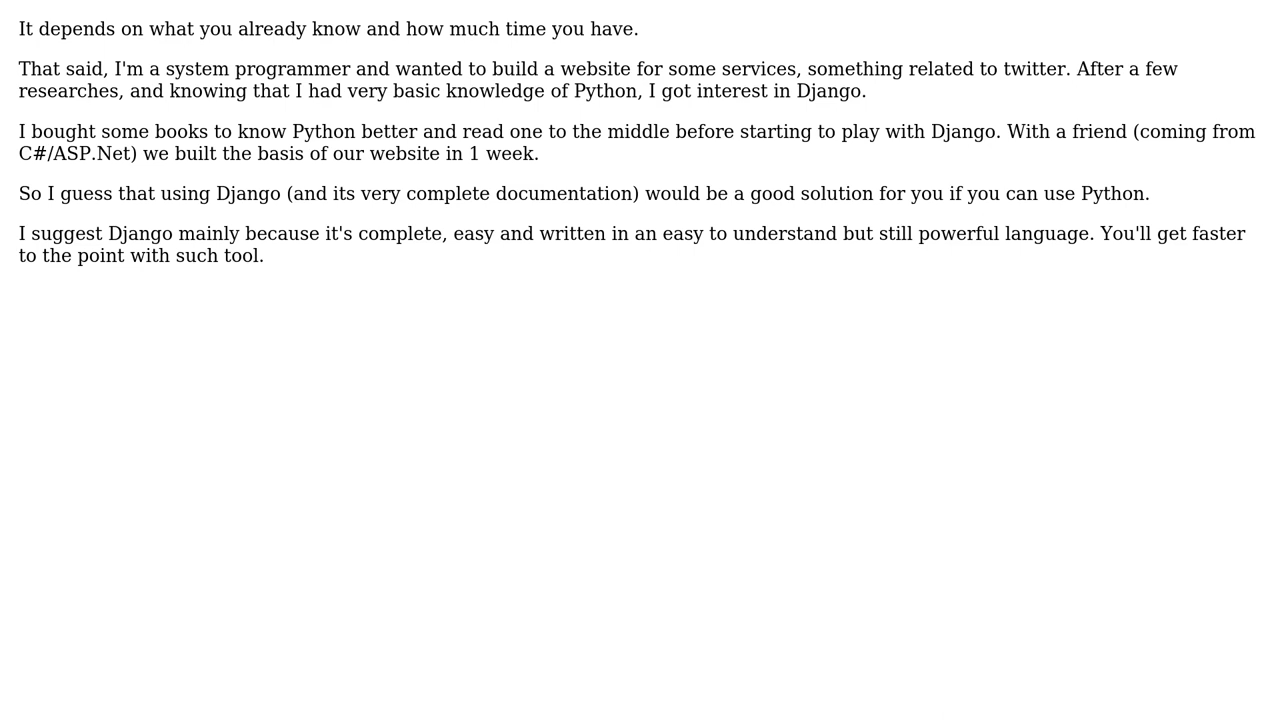 It depends on what you already know and how much time you have.
That said, I'm a system programmer and wanted to build a website for some services, something related to twitter. After a few
researches, and knowing that I had very basic knowledge of Python, I got interest in Django.
I bought some books to know Python better and read one to the middle before starting to play with Django. With a friend (coming from
C#/ASP.Net) we built the basis of our website in 1 week.
So I guess that using Django (and its very complete documentation) would be a good solution for you if you can use Python.
I suggest Django mainly because it's complete, easy and written in an easy to understand but still powerful language. You'll get faster
to the point with such tool.